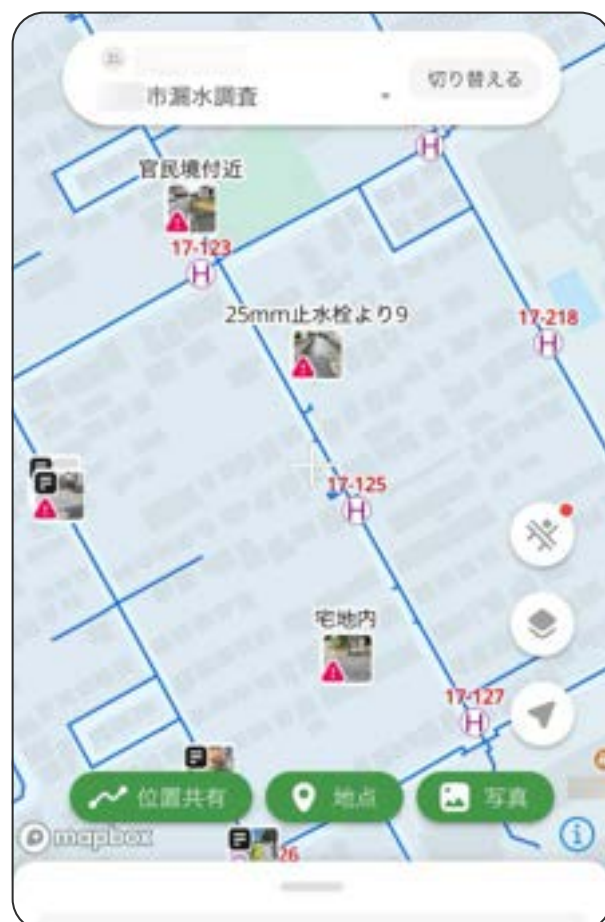 市漏水調査
切り替える
官民境付近
17-123
25mm止水栓より9
17-218
17-125
宅地内
17-127
位置共有
地点
写真
mapbox
26